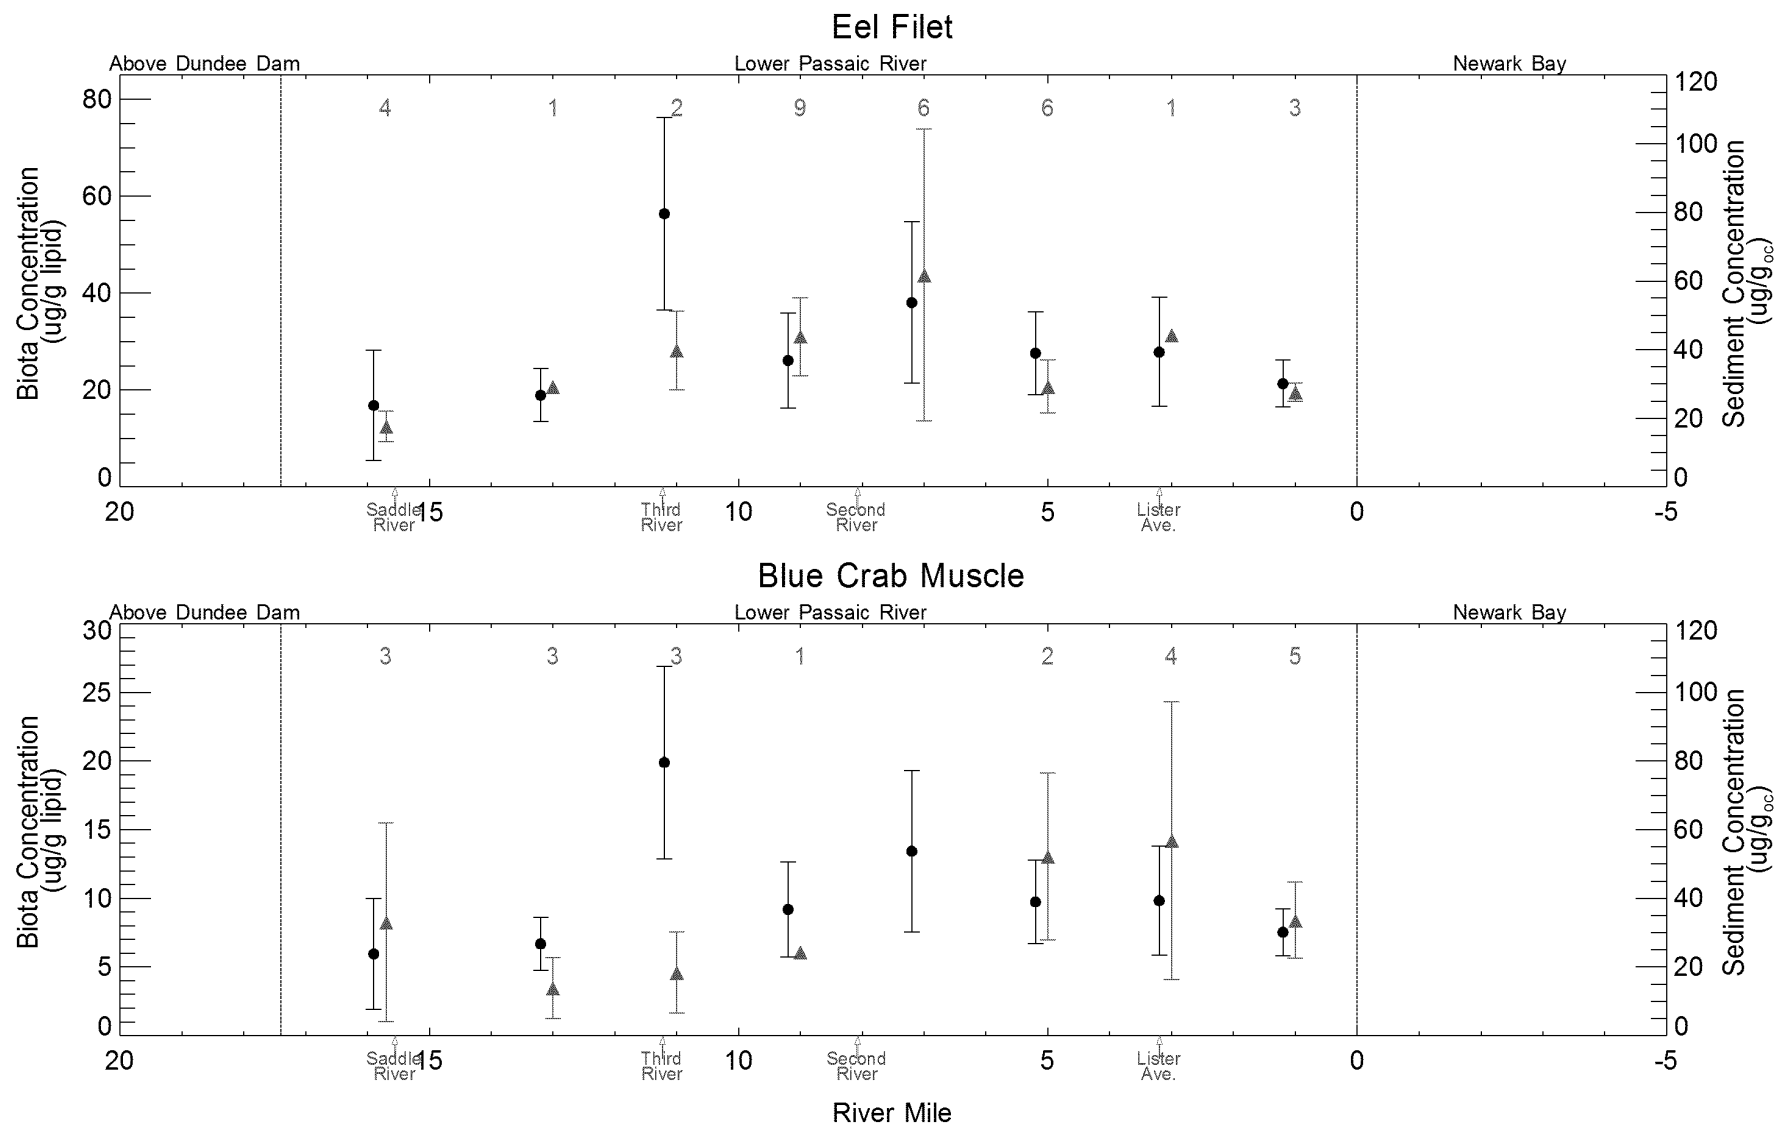 Eel Filet
Above Dundee Dam Lower Passaic River Newark Bay
4 1 2 9 6 6 1 3
80
60
40
20
0
Biota Concentration
(ug/g lipid)
120
100
80
60
40
20
0
Sediment Concentration
(ug/goc)
20 15 10 5 0 -5
Saddle Third Second Lister
River River River Ave.
Blue Crab Muscle
Above Dundee Dam Lower Passaic River Newark Bay
3 3 3 1 2 4 5
30
25
20
15
10
5
0
Biota Concentration
(ug/g lipid)
120
100
80
60
40
20
0
Sediment Concentration
(ug/goc)
20 15 10 5 0 -5
Saddle Third Second Lister
River River River Ave.
River Mile